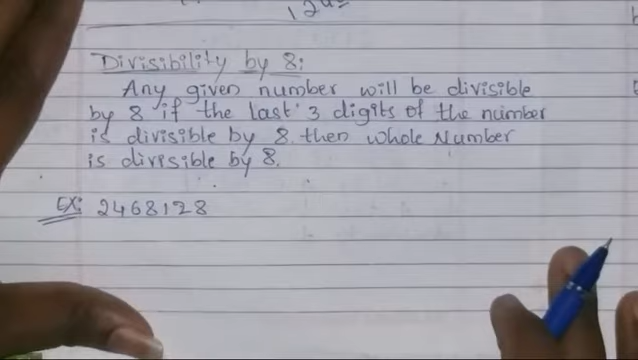 Divisibility by 8:
Any given number will be divisible
by 8 if the last 3 digits of the number
is divisible by 8. then whole Number
is divisible by 8.
EX: 2468128